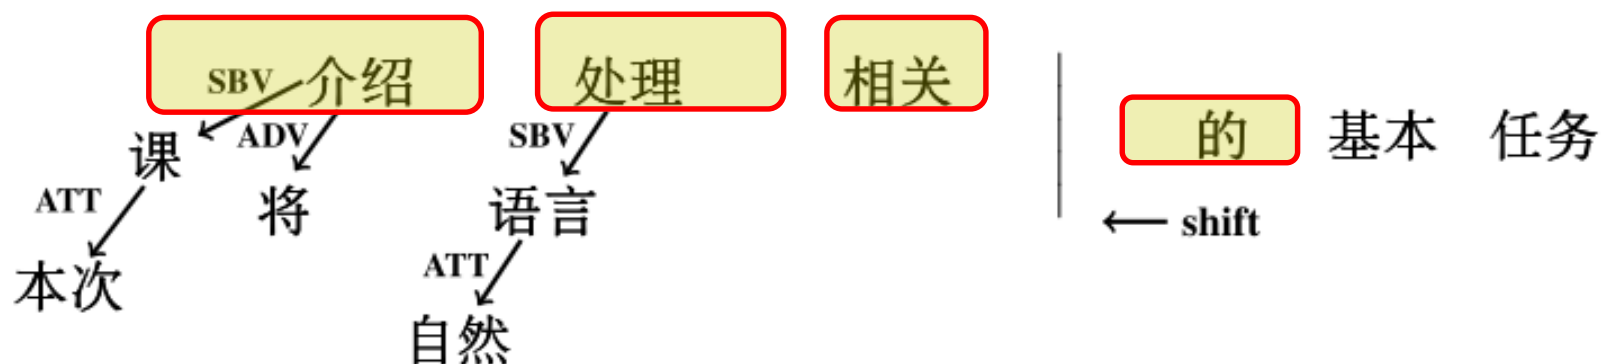 SBV 介绍 处理 相关
课 ADV SBV 的 基本 任务
ATT 将 语言 shift
本次 ATT
自然